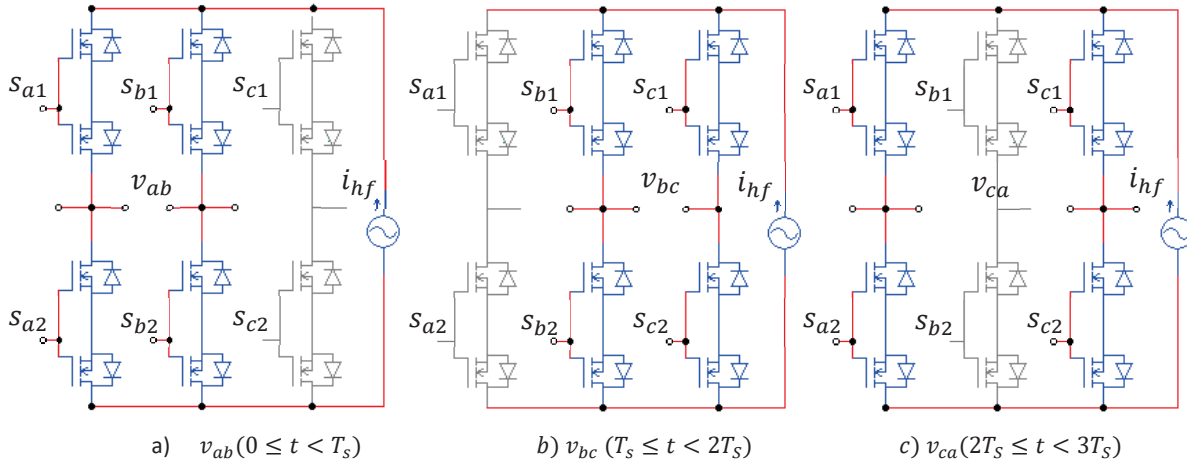 s_{a1} s_{b1} s_{c1}
v_{ab} i_{hf}
s_{a2} s_{b2} s_{c2}
a) v_{ab}(0 ≤ t < T_s)
s_{a1} s_{b1} s_{c1}
v_{bc} i_{hf}
s_{a2} s_{b2} s_{c2}
b) v_{bc} (T_s ≤ t < 2T_S)
s_{a1} s_{b1} s_{c1}
v_{ca} i_{hf}
s_{a2} s_{b2} s_{c2}
c) v_{ca}(2T_S ≤ t < 3T_S)